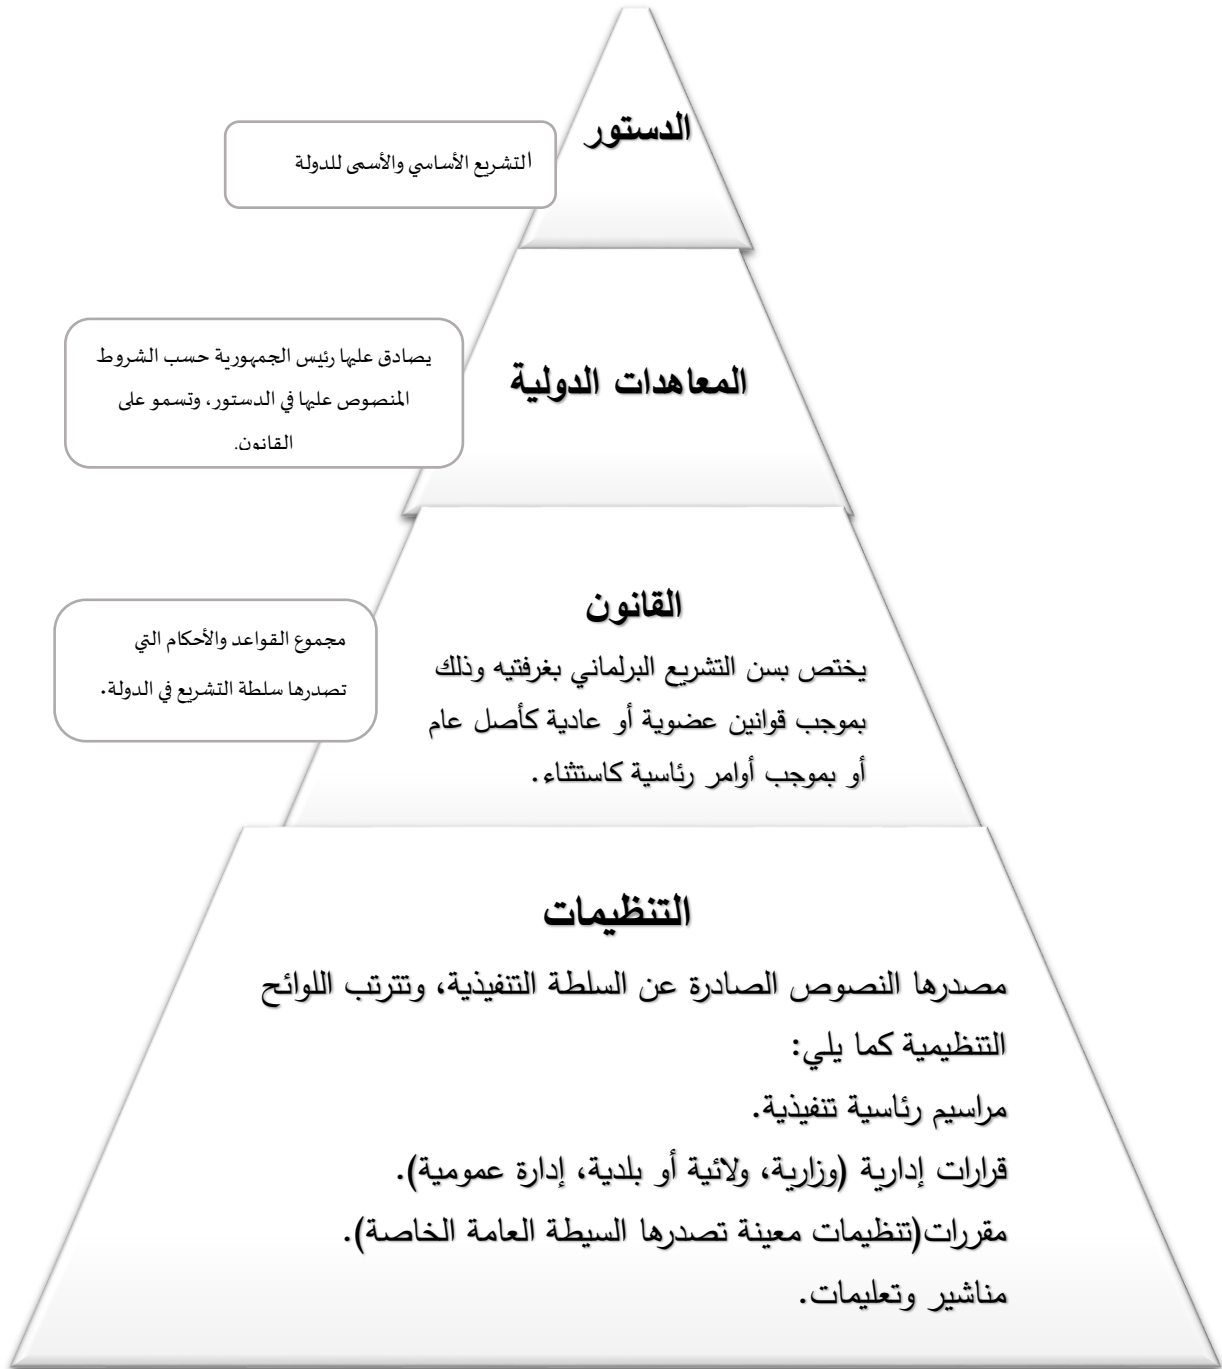 الدستور
التشريع الأساسي والأسمى للدولة
المعاهدات الدولية
يصادق عليها رئيس الجمهورية حسب الشروط
المنصوص عليها في الدستور، وتسمو على
القانون.
القانون
يختص بسن التشريع البرلماني بغرفتيه وذلك
بموجب قوانين عضوية أو عادية كأصل عام
أو بموجب أوامر رئاسية كاستثناء.
مجموع القواعد والأحكام التي
تصدرها سلطة التشريع في الدولة.
التنظيمات
مصدرها النصوص الصادرة عن السلطة التنفيذية، وتترتب اللوائح
التنظيمية كما يلي:
مراسيم رئاسية تنفيذية.
قرارات إدارية (وزارية، ولائية أو بلدية، إدارة عمومية).
مقررات(تنظيمات معينة تصدرها السيطة العامة الخاصة).
مناشير وتعليمات.